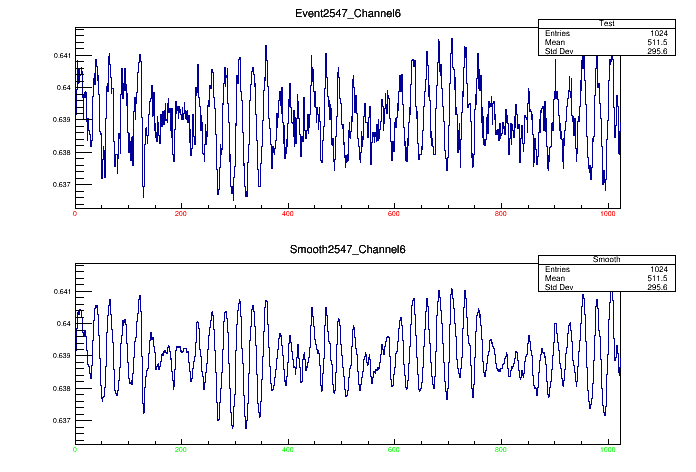 Event2547_Channel6
Test
Entries 1024
Mean 511.5
Std Dev 295.6
0.641
0.64
0.639
0.638
0.637
0 200 400 600 800 1000
Smooth2547_Channel6
Smooth
Entries 1024
Mean 511.5
Std Dev 295.6
0.641
0.64
0.639
0.638
0.637
0 200 400 600 800 1000